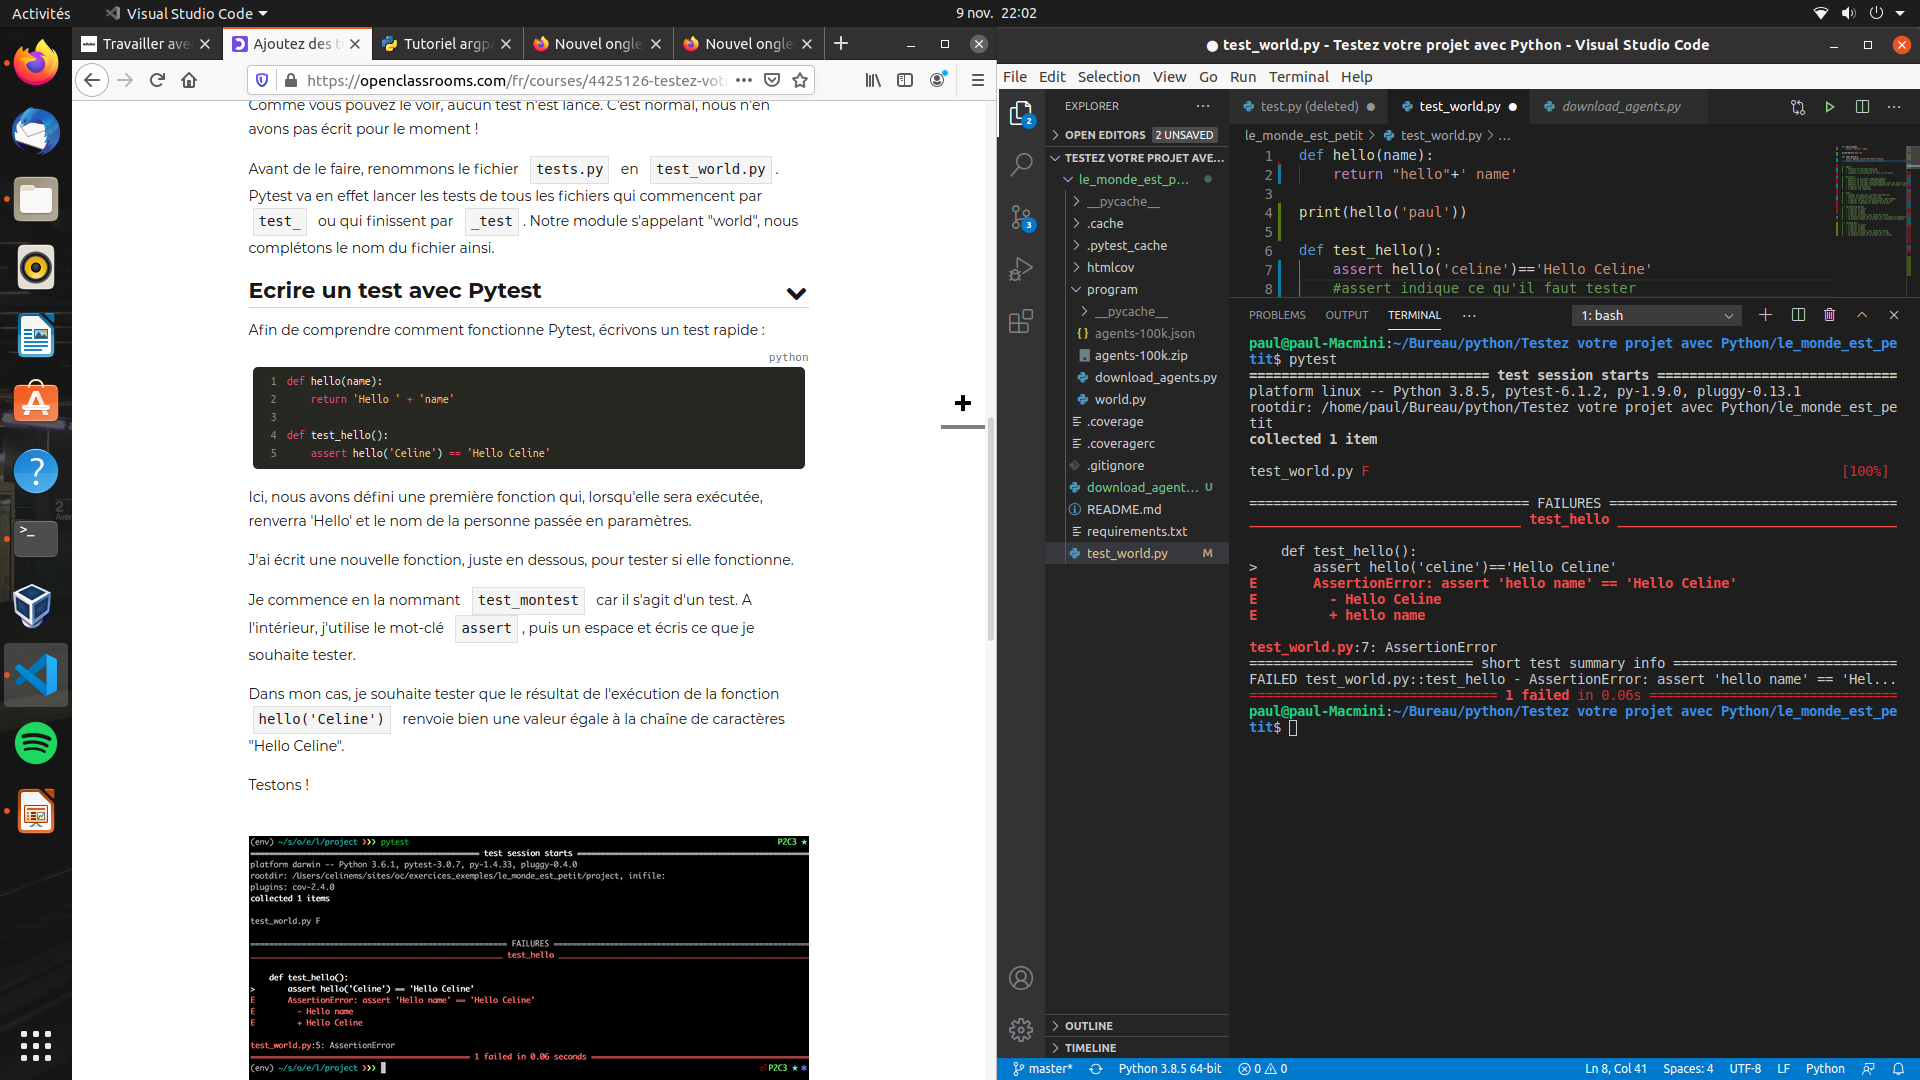 Activités
Visual Studio Code
9 nov. 22:02
Travailler ave
Ajoutez des t
Tutoriel argpa
Nouvel ongle
Nouvel ongle
https://openclassrooms.com/fr/courses/4425126-testez-vot
Comme vous pouvez le voir, aucun test n'est lancé. C'est normal, nous n'en
avons pas écrit pour le moment !
Avant de le faire, renommons le fichier tests.py en test_world.py .
Pytest va en effet lancer les tests de tous les fichiers qui commencent par
test_ ou qui finissent par _test . Notre module s'appelant "world", nous
complétons le nom du fichier ainsi.
Ecrire un test avec Pytest
Afin de comprendre comment fonctionne Pytest, écrivons un test rapide :
python
1 def hello(name):
2 return 'Hello ' + 'name'
3
4 def test_hello():
5 assert hello('Celine') == 'Hello Celine'
Ici, nous avons défini une première fonction qui, lorsqu'elle sera exécutée,
renverra 'Hello' et le nom de la personne passée en paramètres.
J'ai écrit une nouvelle fonction, juste en dessous, pour tester si elle fonctionne.
Je commence en la nommant test_montest car il s'agit d'un test. A
l'intérieur, j'utilise le mot-clé assert , puis un espace et écris ce que je
souhaite tester.
Dans mon cas, je souhaite tester que le résultat de l'exécution de la fonction
hello('Celine') renvoie bien une valeur égale à la chaîne de caractères
"Hello Celine".
Testons !
(env) ~/s/o/e/l/project ❯❯❯ pytest P2C3 ★
test session starts
platform darwin -- Python 3.6.1, pytest-3.0.7, py-1.4.33, pluggy-0.4.0
rootdir: /Users/celinems/sites/oc/exercices_exemples/le_monde_est_petit/project, inifile:
plugins: cov-2.4.0
collected 1 items
test_world.py F
FAILURES
test_hello
def test_hello():
> assert hello('Celine') == 'Hello Celine'
E AssertionError: assert 'Hello name' == 'Hello Celine'
E - Hello name
E + Hello Celine
test_world.py:5: AssertionError
1 failed in 0.06 seconds
(env) ~/s/o/e/l/project ❯❯❯ P2C3 ★ ✱
● test_world.py - Testez votre projet avec Python - Visual Studio Code
File Edit Selection View Go Run Terminal Help
2
3
EXPLORER
OPEN EDITORS 2 UNSAVED
TESTEZ VOTRE PROJET AVE...
le_monde_est_p...
__pycache__
.cache
.pytest_cache
htmlcov
program
__pycache__
agents-100k.json
agents-100k.zip
download_agents.py
world.py
.coverage
.coveragerc
.gitignore
download_agent... U
README.md
requirements.txt
test_world.py M
OUTLINE
TIMELINE
test.py (deleted) ●
test_world.py ●
download_agents.py
le_monde_est_petit > test_world.py > ...
1 def hello(name):
2 return "hello"+' name'
3
4 print(hello('paul'))
5
6 def test_hello():
7 assert hello('celine')=='Hello Celine'
8 #assert indique ce qu'il faut tester
PROBLEMS OUTPUT TERMINAL ··· 1: bash
paul@paul-Macmini:~/Bureau/python/Testez votre projet avec Python/le_monde_est_pe
tit$ pytest
============================== test session starts ==============================
platform linux -- Python 3.8.5, pytest-6.1.2, py-1.9.0, pluggy-0.13.1
rootdir: /home/paul/Bureau/python/Testez votre projet avec Python/le_monde_est_pe
tit
collected 1 item
test_world.py F [100%]
=================================== FAILURES ====================================
__________________________________ test_hello ___________________________________
def test_hello():
> assert hello('celine')=='Hello Celine'
E AssertionError: assert 'hello name' == 'Hello Celine'
E - Hello Celine
E + hello name
test_world.py:7: AssertionError
============================ short test summary info ============================
FAILED test_world.py::test_hello - AssertionError: assert 'hello name' == 'Hel...
=============================== 1 failed in 0.06s ===============================
paul@paul-Macmini:~/Bureau/python/Testez votre projet avec Python/le_monde_est_pe
tit$
master* Python 3.8.5 64-bit 0 0 Ln 8, Col 41 Spaces: 4 UTF-8 LF Python